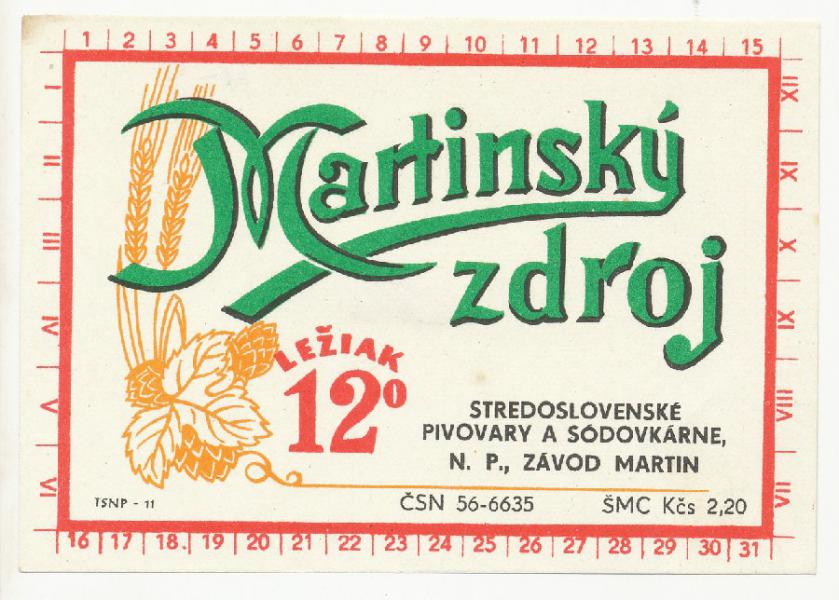 1 2 3 4 5 6 7 8 9 10 11 12 13 14 15
I
II
III
IV
V
VI
XII
XI
X
IX
VIII
VII
Martinský
zdroj
LEŽIAK
12⁰
STREDOSLOVENSKÉ
PIVOVARY A SÓDOVKÁRNE,
N. P., ZÁVOD MARTIN
TSNP - 11
ČSN 56-6635
ŠMC Kčs 2,20
16 17 18. 19 20 21 22 23 24 25 26 27 28 29 30 31